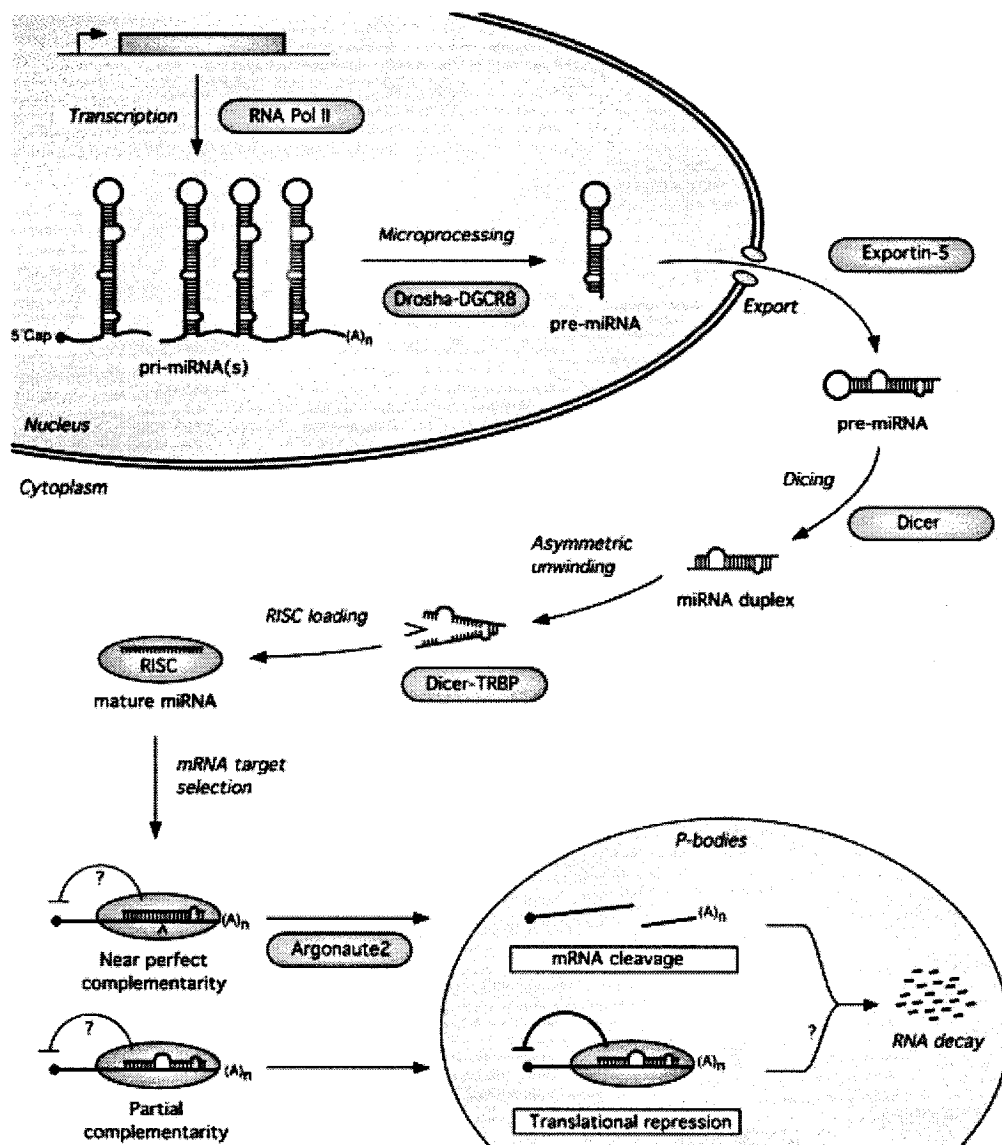 Transcription
RNA Pol II
Microprocessing
Drosha-DGCR8
pre-miRNA
Exportin-5
Export
5'Cap
(A)n
pri-miRNA(s)
pre-miRNA
Nucleus
Cytoplasm
Dicing
Dicer
Asymmetric
unwinding
miRNA duplex
RISC loading
RISC
Dicer-TRBP
mature miRNA
mRNA target
selection
P-bodies
?
(A)n
Argonaute2
Near perfect
complementarity
(A)n
mRNA cleavage
?
RNA decay
?
(A)n
Partial
complementarity
(A)n
Translational repression